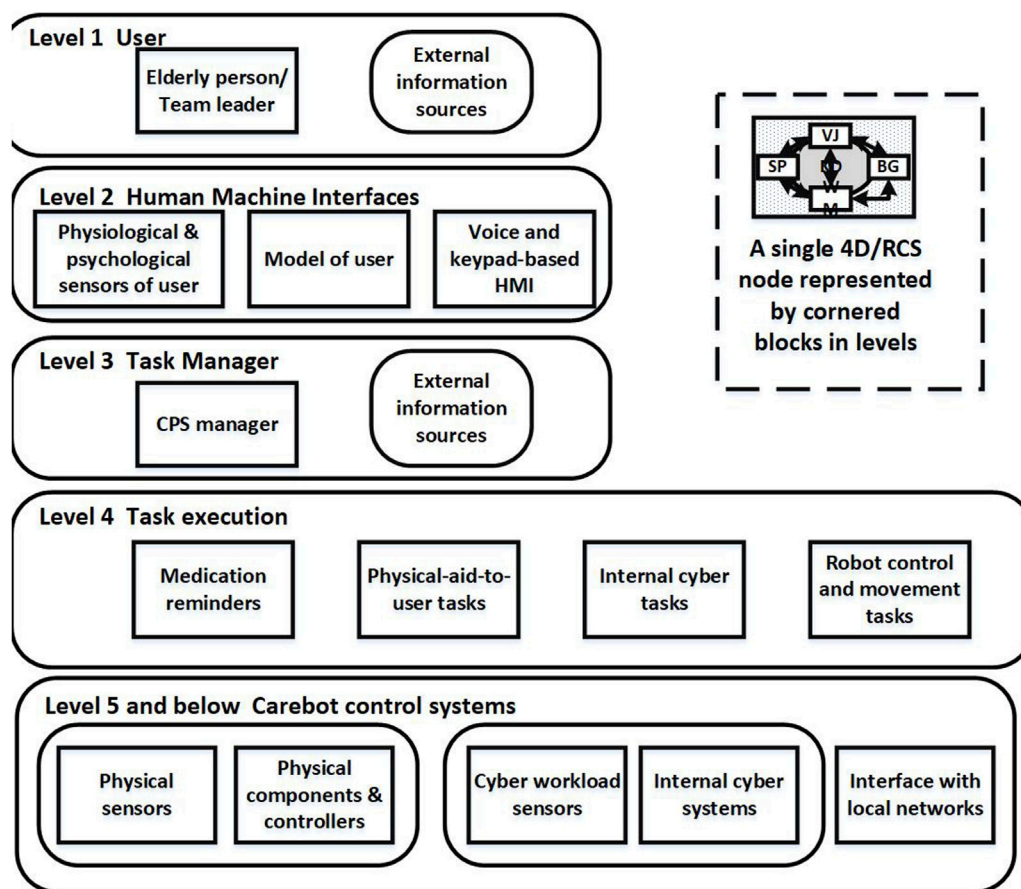 Level 1 User
Elderly person/
Team leader
External
information
sources
Level 2 Human Machine Interfaces
Physiological &
psychological
sensors of user
Model of user
Voice and
keypad-based
HMI
Level 3 Task Manager
CPS manager
External
information
sources
VJ
SP
BG
W
M
A single 4D/RCS
node represented
by cornered
blocks in levels
Level 4 Task execution
Medication
reminders
Physical-aid-to-
user tasks
Internal cyber
tasks
Robot control
and movement
tasks
Level 5 and below Carebot control systems
Physical
sensors
Physical
components &
controllers
Cyber workload
sensors
Internal cyber
systems
Interface with
local networks